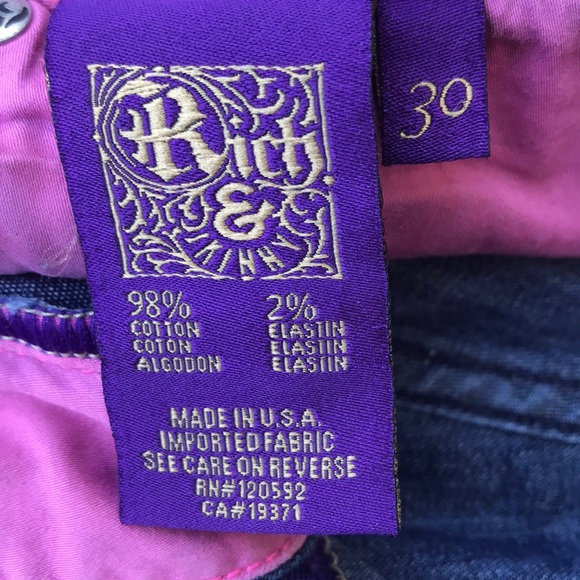 Rich
&
SKINNY
30
98% 2%
COTTON ELASTIN
COTON ELASTIN
ALGODON ELASTIN
MADE IN U.S.A.
IMPORTED FABRIC
SEE CARE ON REVERSE
RN#120592
CA#19371